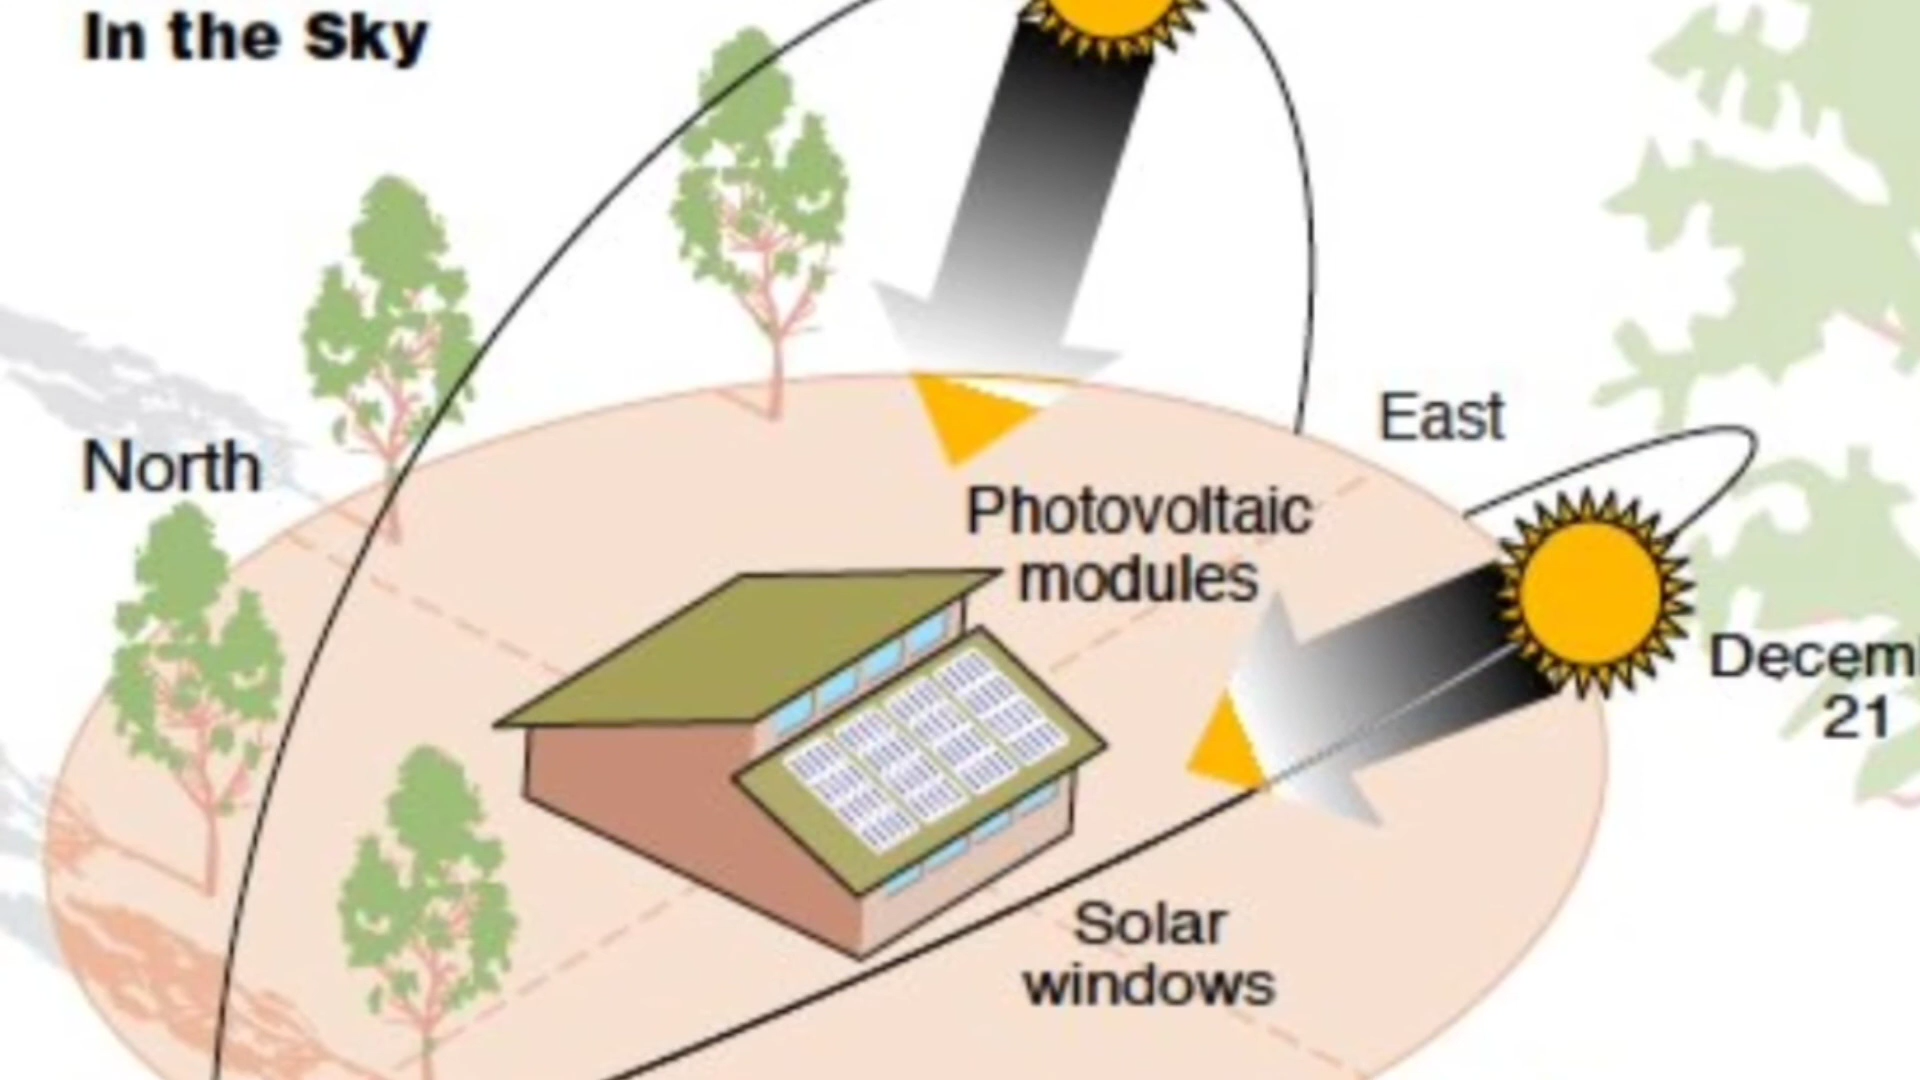 In the Sky
North
East
Photovoltaic
modules
Decem
21
Solar
windows